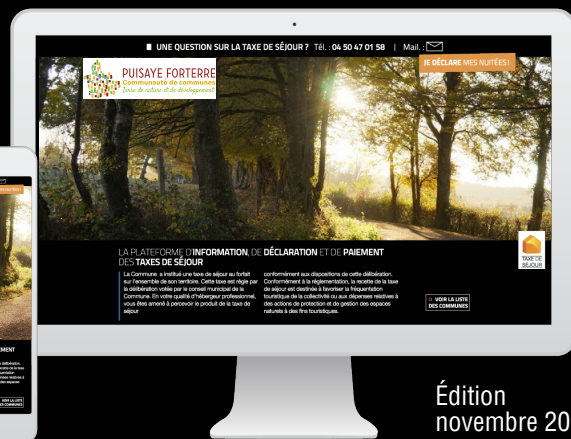 UNE QUESTION SUR LA TAXE DE SÉJOUR ? Tél. : 04 50 47 01 58 | Mail. :
JE DÉCLARE MES NUITÉES !
PUISAYE FORTERRE
Communauté de communes
Terre de nature et de développement
LA PLATEFORME D'INFORMATION, DE DÉCLARATION ET DE PAIEMENT
DES TAXES DE SÉJOUR
La Commune a institué une taxe de séjour au forfait
sur l'ensemble de son territoire. Cette taxe est régie par
la délibération votée par le conseil municipal de la
Commune. En votre qualité d'hébergeur professionnel,
vous êtes amené à percevoir le produit de la taxe de
séjour
conformément aux dispositions de cette délibération.
Conformément à la réglementation, la recette de la taxe
de séjour est destinée à favoriser la fréquentation
touristique de la collectivité ou aux dépenses relatives à
des actions de protection et de gestion des espaces
naturels à des fins touristiques.
TAXE DE
SÉJOUR
VOIR LA LISTE
DES COMMUNES
EMENT
VOIR LA LISTE
DES COMMUNES
Édition
novembre 20